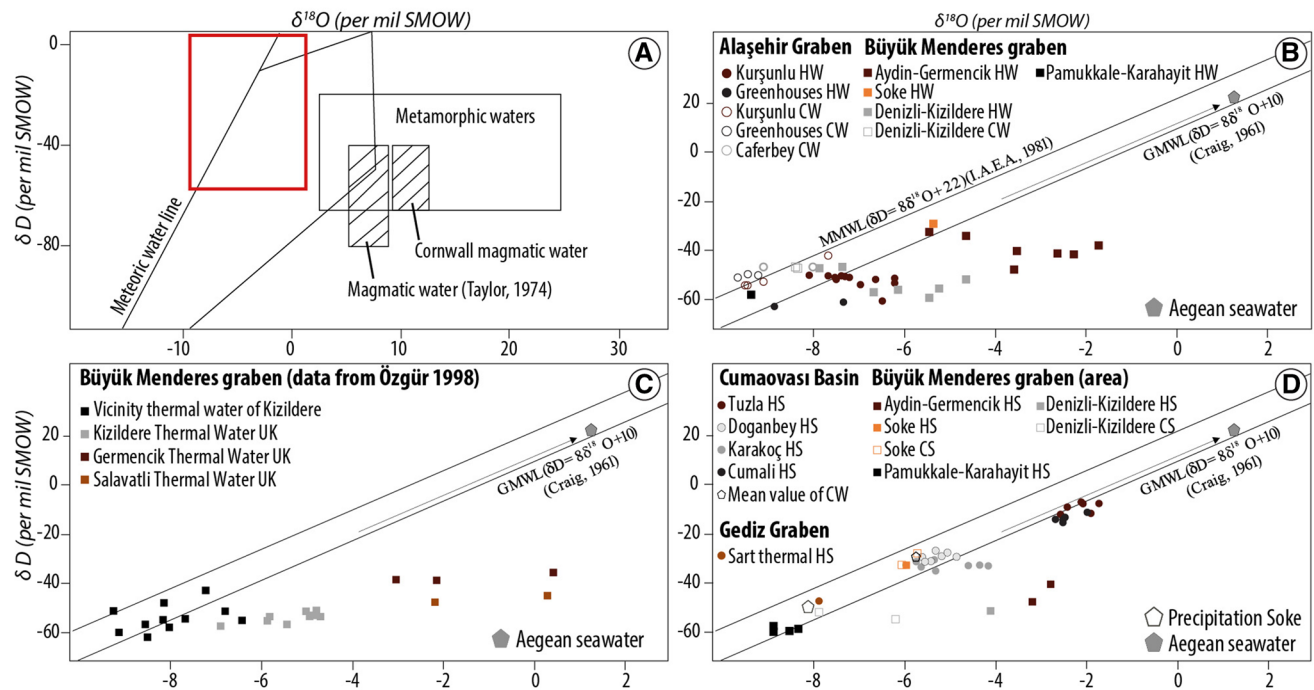 δ18O (per mil SMOW)
A
δ D (per mil SMOW)
0
-40
-80
-10
0
10
20
30
Metamorphic waters
Meteoric water line
Cornwall magmatic water
Magmatic water (Taylor, 1974)
δ18O (per mil SMOW)
B
Alaşehir Graben
Kurşunlu HW
Greenhouses HW
Kurşunlu CW
Greenhouses CW
Caferbey CW
Büyük Menderes graben
Aydin-Germencik HW
Soke HW
Denizli-Kizildere HW
Denizli-Kizildere CW
Pamukkale-Karahayit HW
MMWL (δD= 8δ18O+ 22) (I.A.E.A., 1981)
GMWL (δD= 8δ18 O+10)
(Craig, 1961)
Aegean seawater
20
0
-20
-40
-60
-8
-6
-4
-2
0
2
C
Büyük Menderes graben (data from Özgür 1998)
Vicinity thermal water of Kizildere
Kizildere Thermal Water UK
Germencik Thermal Water UK
Salavatli Thermal Water UK
GMWL (δD= 8δ18 O+10)
(Craig, 1961)
Aegean seawater
δ D (per mil SMOW)
20
0
-20
-40
-60
-8
-6
-4
-2
0
2
D
Cumaovası Basin
Tuzla HS
Doganbey HS
Karakoç HS
Cumali HS
Mean value of CW
Gediz Graben
Sart thermal HS
Büyük Menderes graben (area)
Aydin-Germencik HS
Soke HS
Soke CS
Pamukkale-Karahayit HS
Denizli-Kizildere HS
Denizli-Kizildere CS
GMWL (δD= 8δ18 O+10)
(Craig, 1961)
Precipitation Soke
Aegean seawater
20
0
-20
-40
-60
-8
-6
-4
-2
0
2